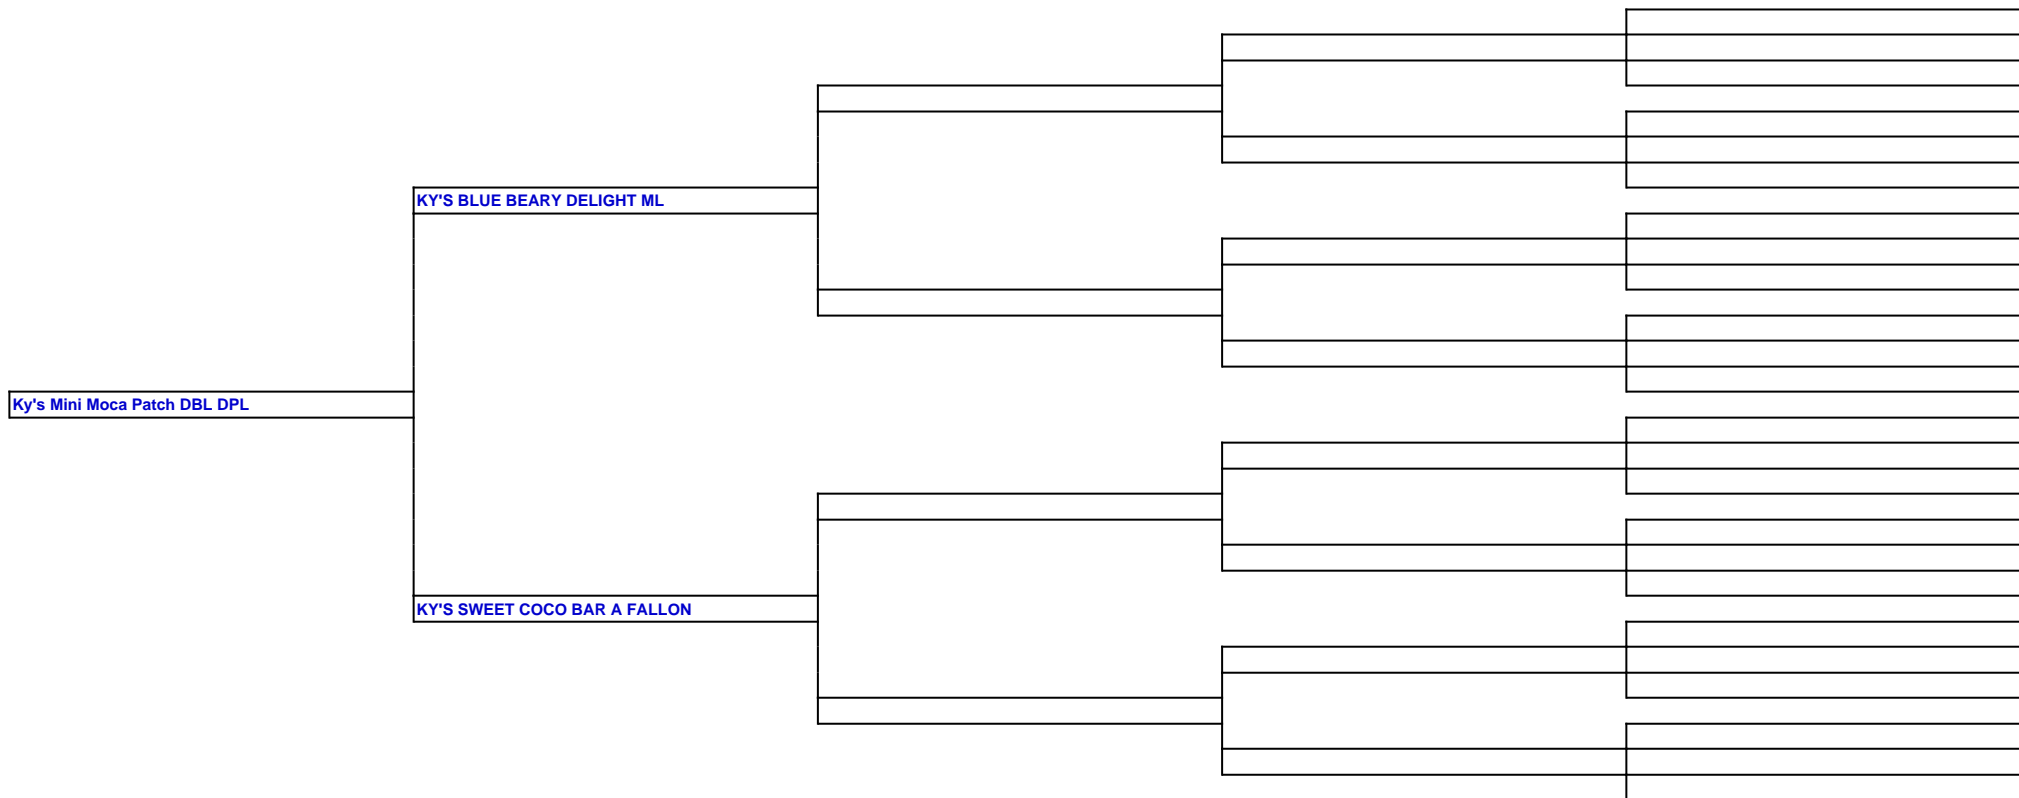 KY'S BLUE BEARY DELIGHT ML
Ky's Mini Moca Patch DBL DPL
KY'S SWEET COCO BAR A FALLON